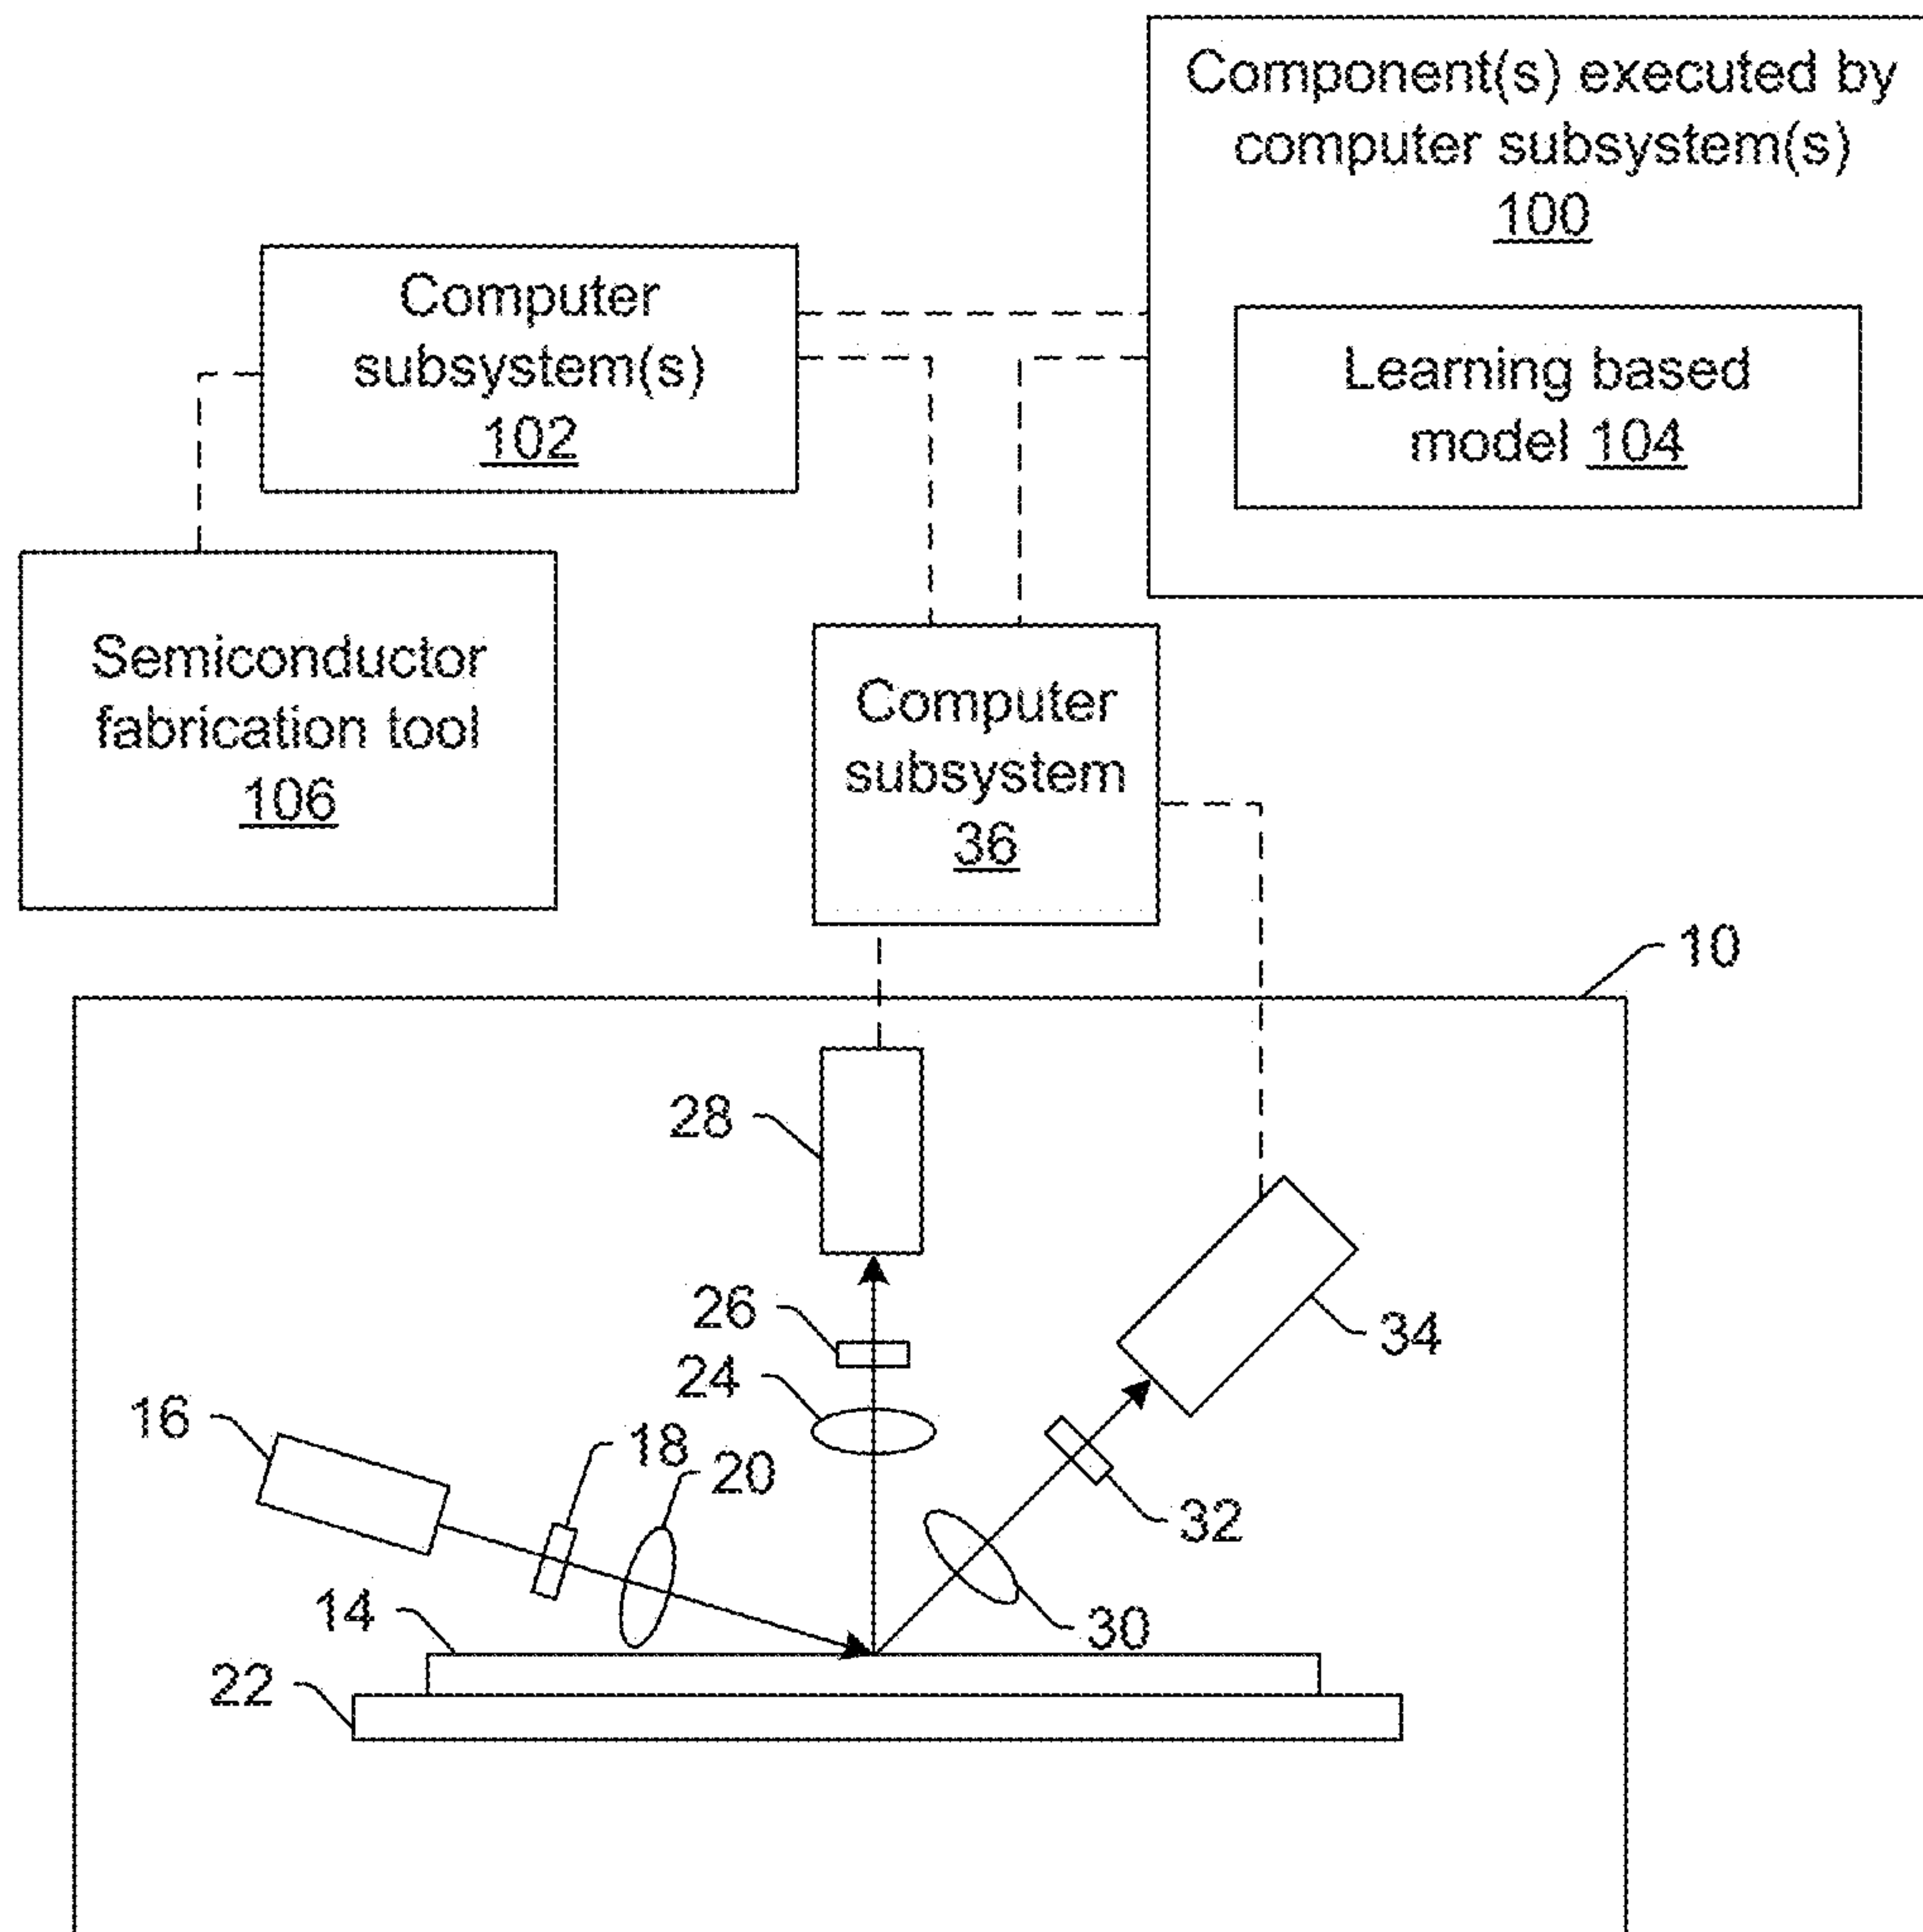 Component(s) executed by
computer subsystem(s)
100
Learning based
model 104
Computer
subsystem(s)
102
Semiconductor
fabrication tool
106
Computer
subsystem
36
10
28
26
24
34
16
18
20
32
14
30
22